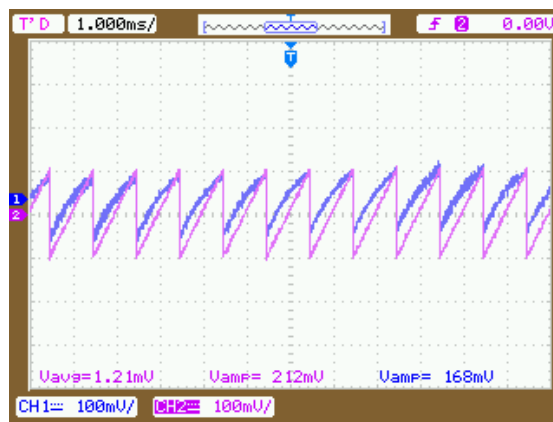 T'D 1.000ms/ T f 2 0.00V
T
1
2
Vavg=1.21mV Vamp= 212mV Vamp= 168mV
CH1 100mV/ CH2 100mV/